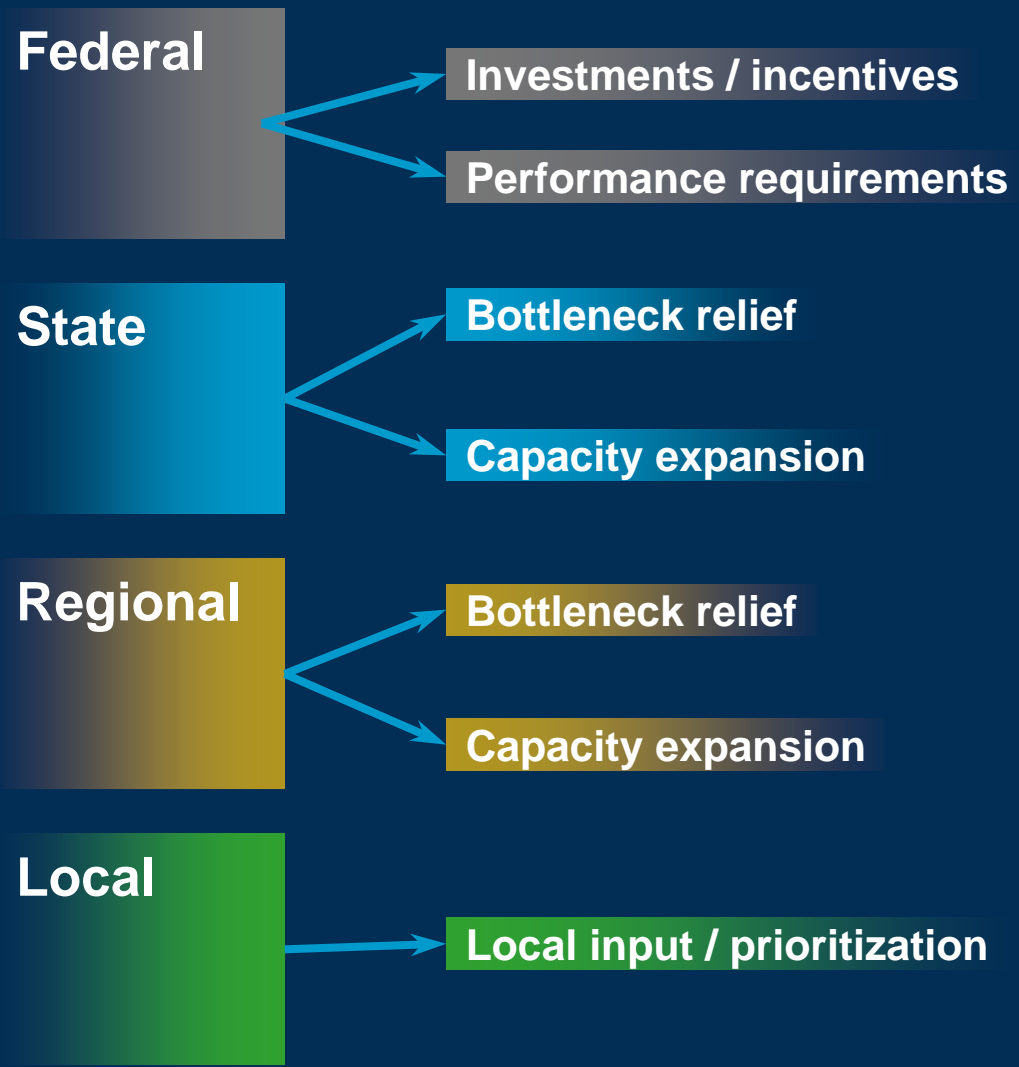 Federal
Investments / incentives
Performance requirements
State
Bottleneck relief
Capacity expansion
Regional
Bottleneck relief
Capacity expansion
Local
Local input / prioritization